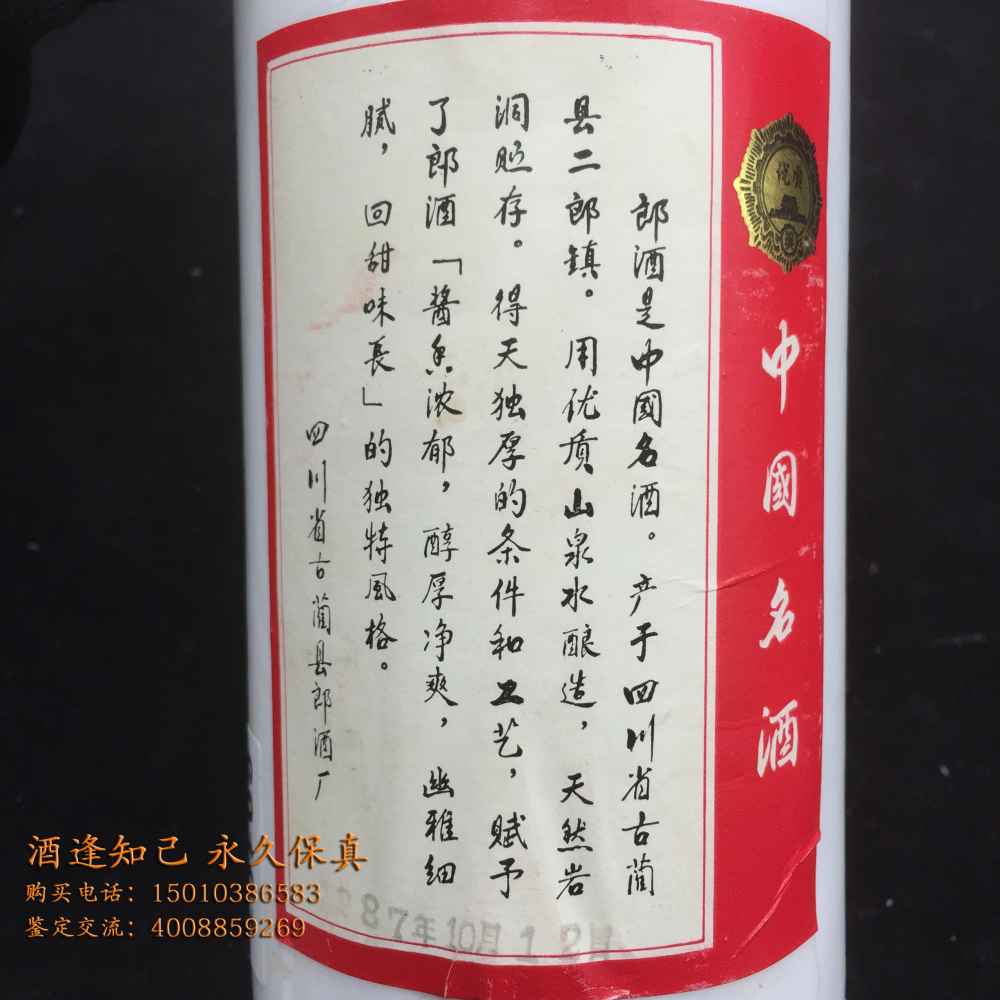 郎酒是中國名酒。产于四川省古蔺
县二郎镇。用优质山泉水酿造，天然岩
洞贮存。得天独厚的条件和工艺，赋予
了郎酒「醬香浓郁，醇厚净爽，幽雅细
腻，回甜味長」的独特風格。
四川省古蔺县郎酒厂
中國名酒
优质
87年10月12日
酒逢知己 永久保真
购买电话：15010386583
鉴定交流：4008859269